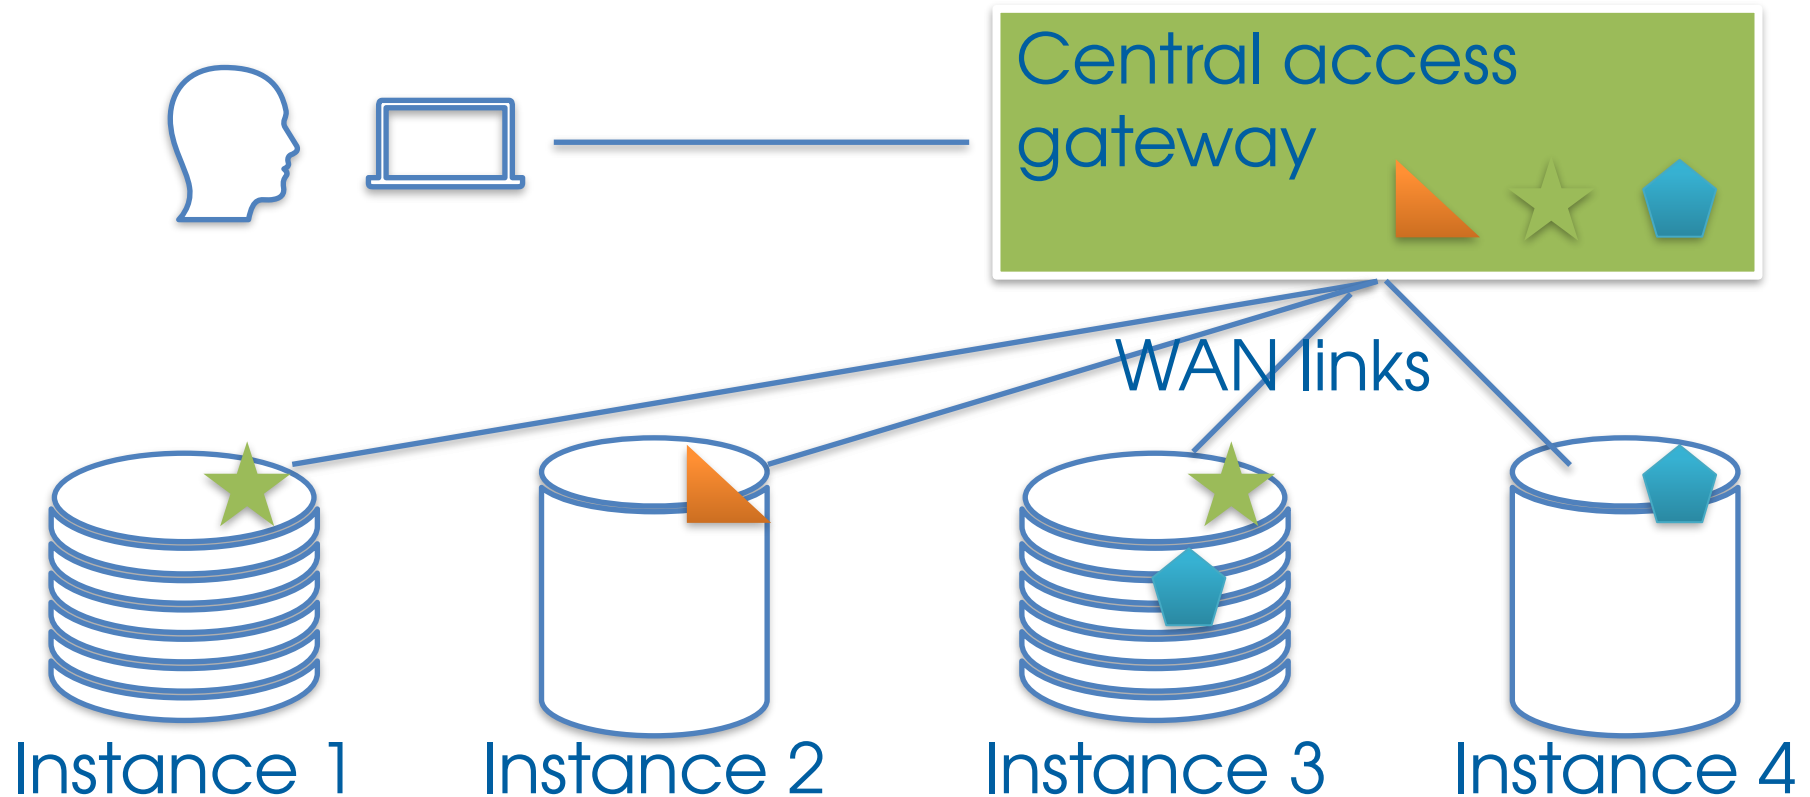 Central access
gateway
WAN links
Instance 1
Instance 2
Instance 3
Instance 4